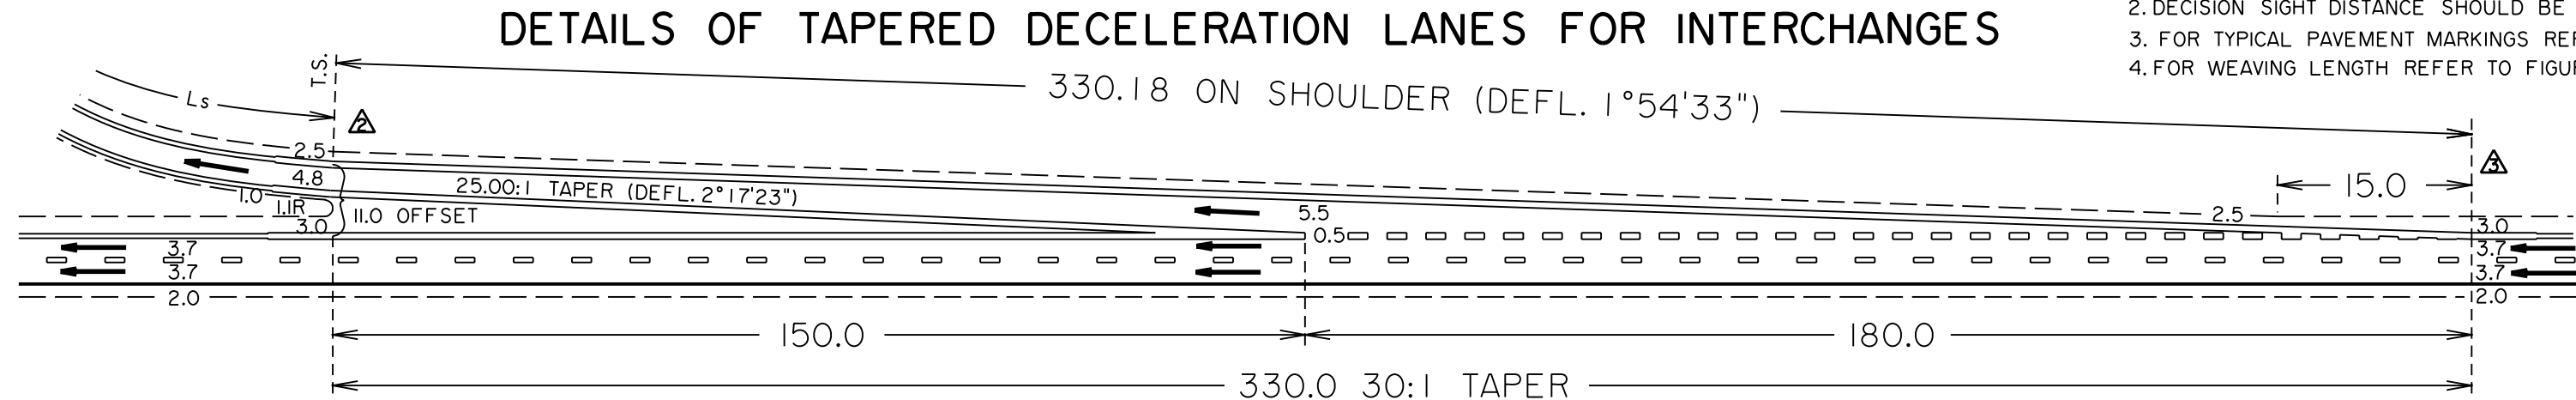 DETAILS OF TAPERED DECELERATION LANES FOR INTERCHANGES
2. DECISION SIGHT DISTANCE SHOULD BE
3. FOR TYPICAL PAVEMENT MARKINGS
4. FOR WEAVING LENGTH REFER TO
T.S.
Ls
330.18 ON SHOULDER (DEFL. 1°54'33")
2
3
2.5
4.8
25.00:1 TAPER (DEFL. 2°17'23")
15.0
1.0
1.1R
11.0 OFFSET
3.0
5.5
0.5
2.5
3.0
3.7
3.7
3.7
3.7
2.0
2.0
150.0
180.0
330.0 30:1 TAPER